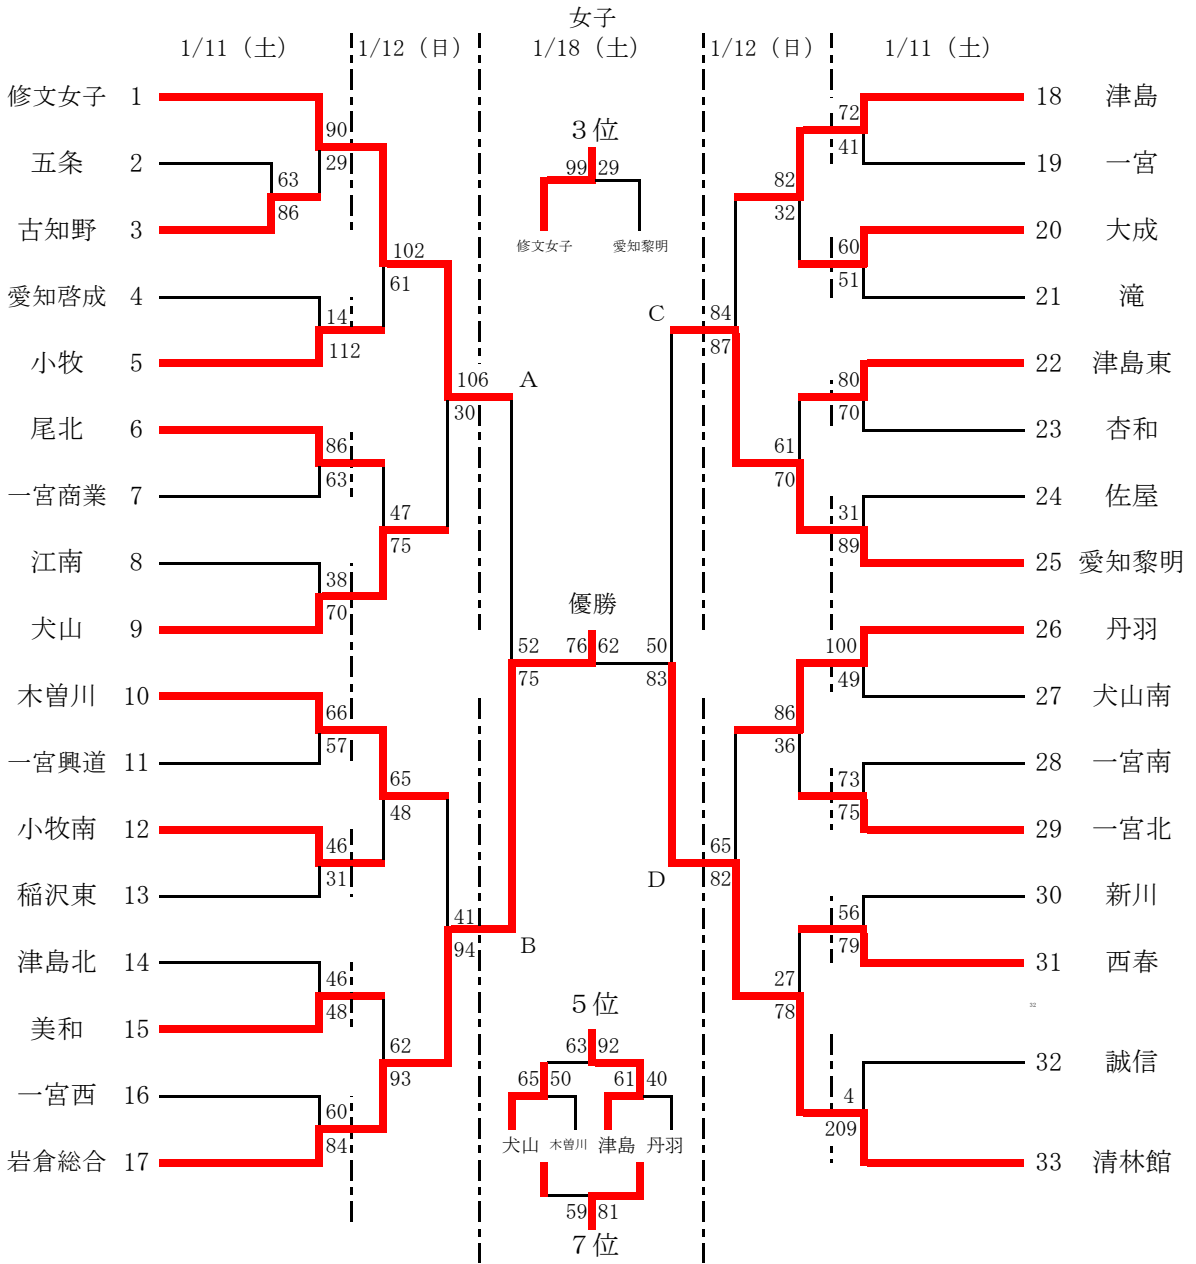 女子
1/11（土） 1/12（日） 1/18（土） 1/12（日） 1/11（土）
修文女子 1
五条 2
古知野 3
愛知啓成 4
小牧 5
尾北 6
一宮商業 7
江南 8
犬山 9
木曽川 10
一宮興道 11
小牧南 12
稲沢東 13
津島北 14
美和 15
一宮西 16
岩倉総合 17
90
29
63
86
102
61
14
112
106
30
86
63
47
75
38
70
66
57
65
48
46
31
41
94
46
48
62
93
60
84
A
B
３位
99 29
修文女子 愛知黎明
優勝
52 76 62 50
75 83
５位
63 92
65 50 61 40
犬山 木曽川 津島 丹羽
59 81
７位
C
D
72
41
82
32
60
51
84
87
80
70
61
70
31
89
100
49
86
36
73
75
65
82
56
79
27
78
4
209
18 津島
19 一宮
20 大成
21 滝
22 津島東
23 杏和
24 佐屋
25 愛知黎明
26 丹羽
27 犬山南
28 一宮南
29 一宮北
30 新川
31 西春
32
32 誠信
33 清林館